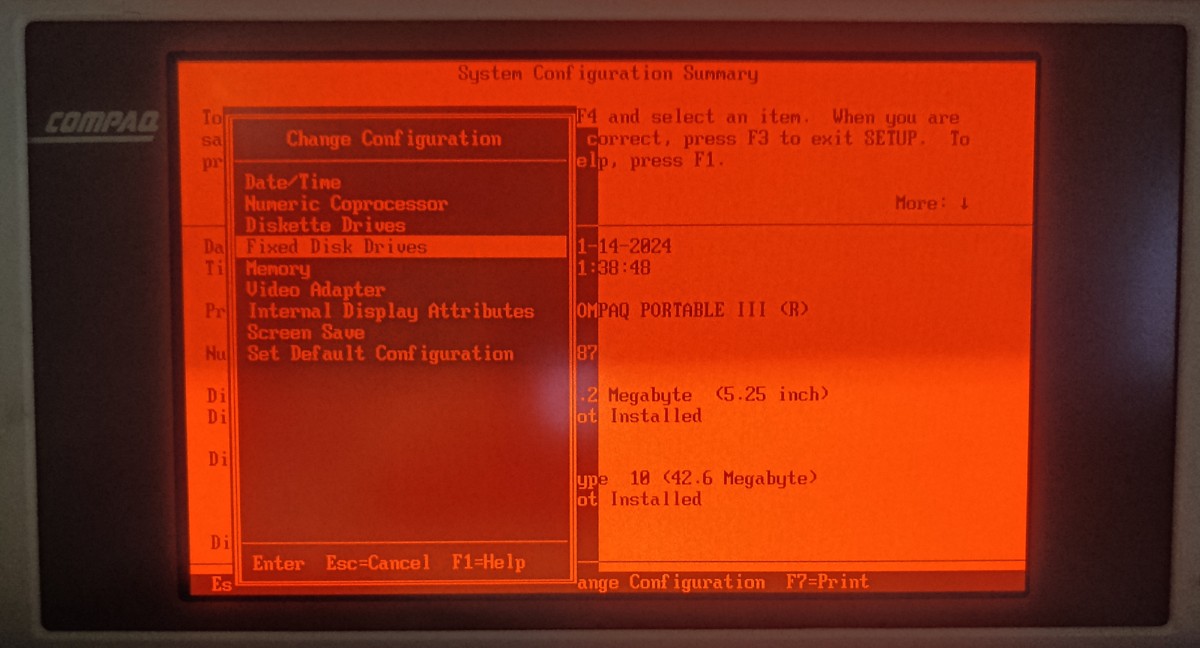 System Configuration Summary
COMPAQ
To F4 and select an item. When you are
sa correct, press F3 to exit SETUP. To
pr elp, press F1.
Change Configuration
Date/Time
Numeric Coprocessor
More: ↓
Diskette Drives
Da Fixed Disk Drives 1-14-2024
Ti Memory 1:38:48
Video Adapter
Pr Internal Display Attributes OMPAQ PORTABLE III (R)
Screen Save
Nu Set Default Configuration 87
Di .2 Megabyte (5.25 inch)
Di ot Installed
Di
ype 10 (42.6 Megabyte)
ot Installed
Di
Enter Esc=Cancel F1=Help
Es ange Configuration F7=Print